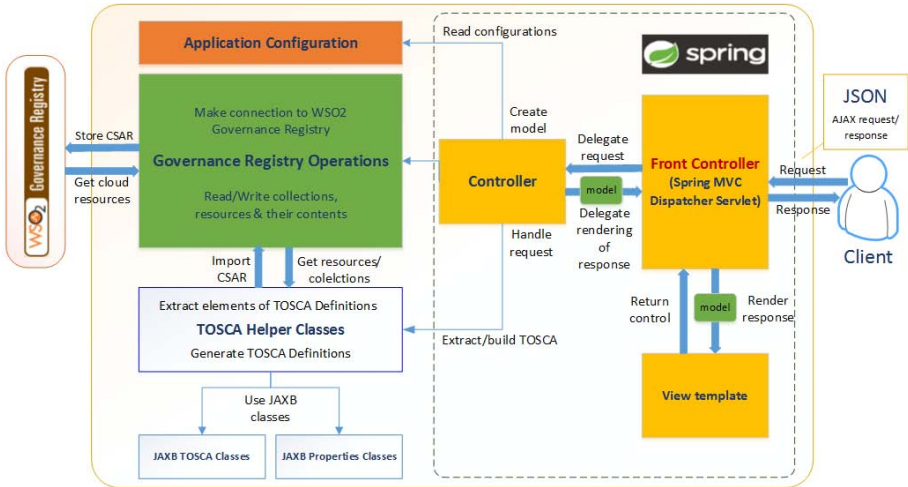 Application Configuration
Read configurations
spring
Governance Registry
WSO2
Store CSAR
Get cloud
resources
Make connection to WSO2
Governance Registry
Governance Registry Operations
Read/Write collections,
resources & their contents
Create
model
Controller
Handle
request
Delegate
request
model
Delegate
rendering of
response
Front Controller
(Spring MVC
Dispatcher Servlet)
JSON
AJAX request/
response
Request
Response
Client
Import
CSAR
Get resources/
colelctions
Extract elements of TOSCA Definitions
TOSCA Helper Classes
Generate TOSCA Definitions
Extract/build TOSCA
Return
control
model
Render
response
View template
Use JAXB
classes
JAXB TOSCA Classes
JAXB Properties Classes